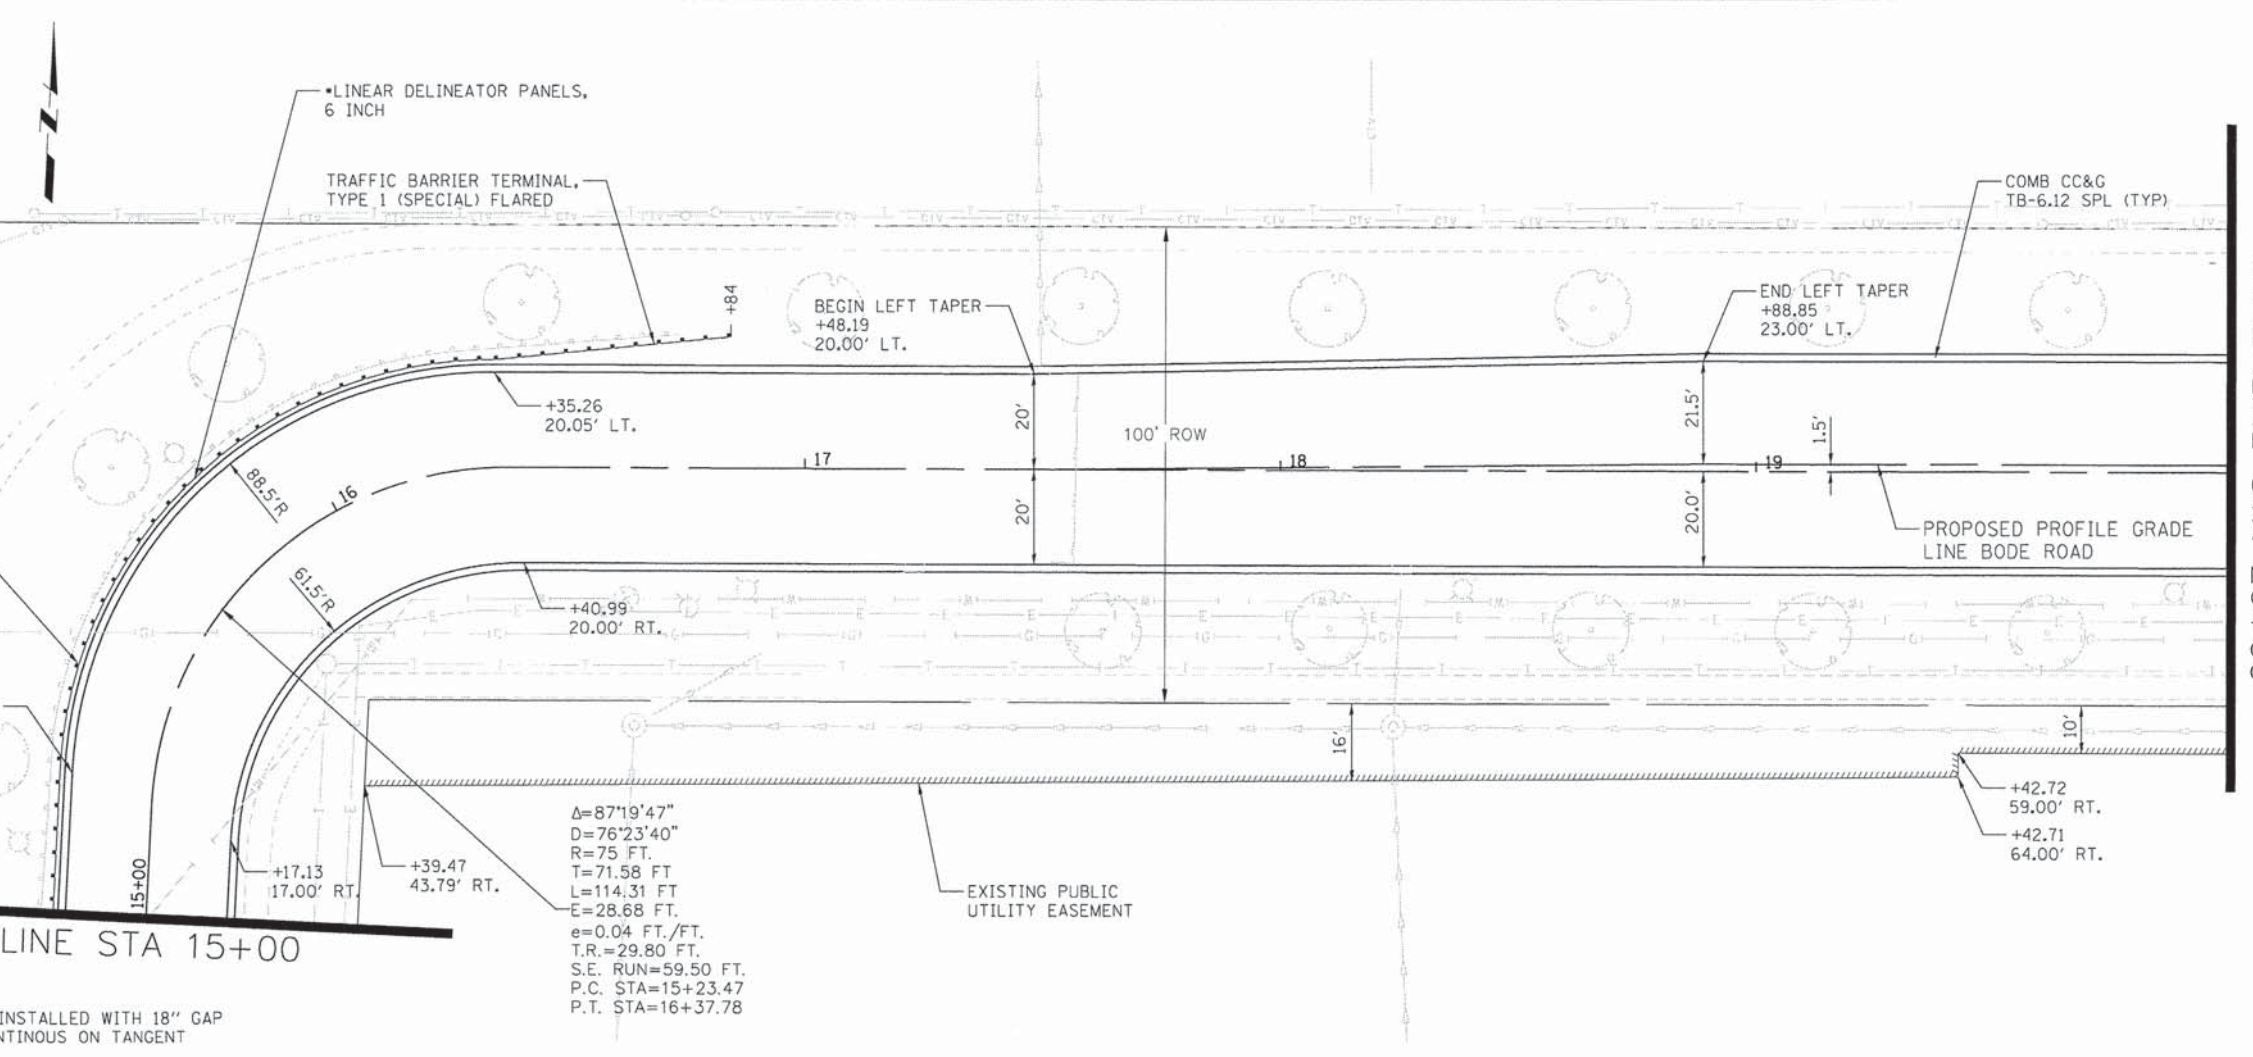 •LINEAR DELINEATOR PANELS,
6 INCH
TRAFFIC BARRIER TERMINAL,
TYPE 1 (SPECIAL) FLARED
COMB CC&G
TB-6.12 SPL (TYP)
+84
BEGIN LEFT TAPER
+48.19
20.00' LT.
END LEFT TAPER
+88.85
23.00' LT.
+35.26
20.05' LT.
20'
100' ROW
21.5'
1.5'
17
18
19
16
88.5'R
20'
20.0'
PROPOSED PROFILE GRADE
LINE BODE ROAD
61.5'R
+40.99
20.00' RT.
16'
10'
+42.72
59.00' RT.
+42.71
64.00' RT.
15+00
+17.13
17.00' RT.
+39.47
43.79' RT.
Δ=87°19'47"
D=76°23'40"
R=75 FT.
T=71.58 FT
L=114.31 FT
E=28.68 FT.
e=0.04 FT./FT.
T.R.=29.80 FT.
S.E. RUN=59.50 FT.
P.C. STA=15+23.47
P.T. STA=16+37.78
EXISTING PUBLIC
UTILITY EASEMENT
LINE STA 15+00
INSTALLED WITH 18" GAP
NTINOUS ON TANGENT